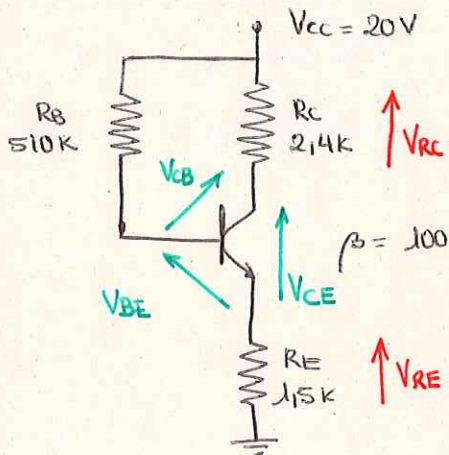 VCC = 20V
RB
510K
RC
2,4K
VRC
VCB
β = 100
VBE
VCE
RE
1,5K
VRE